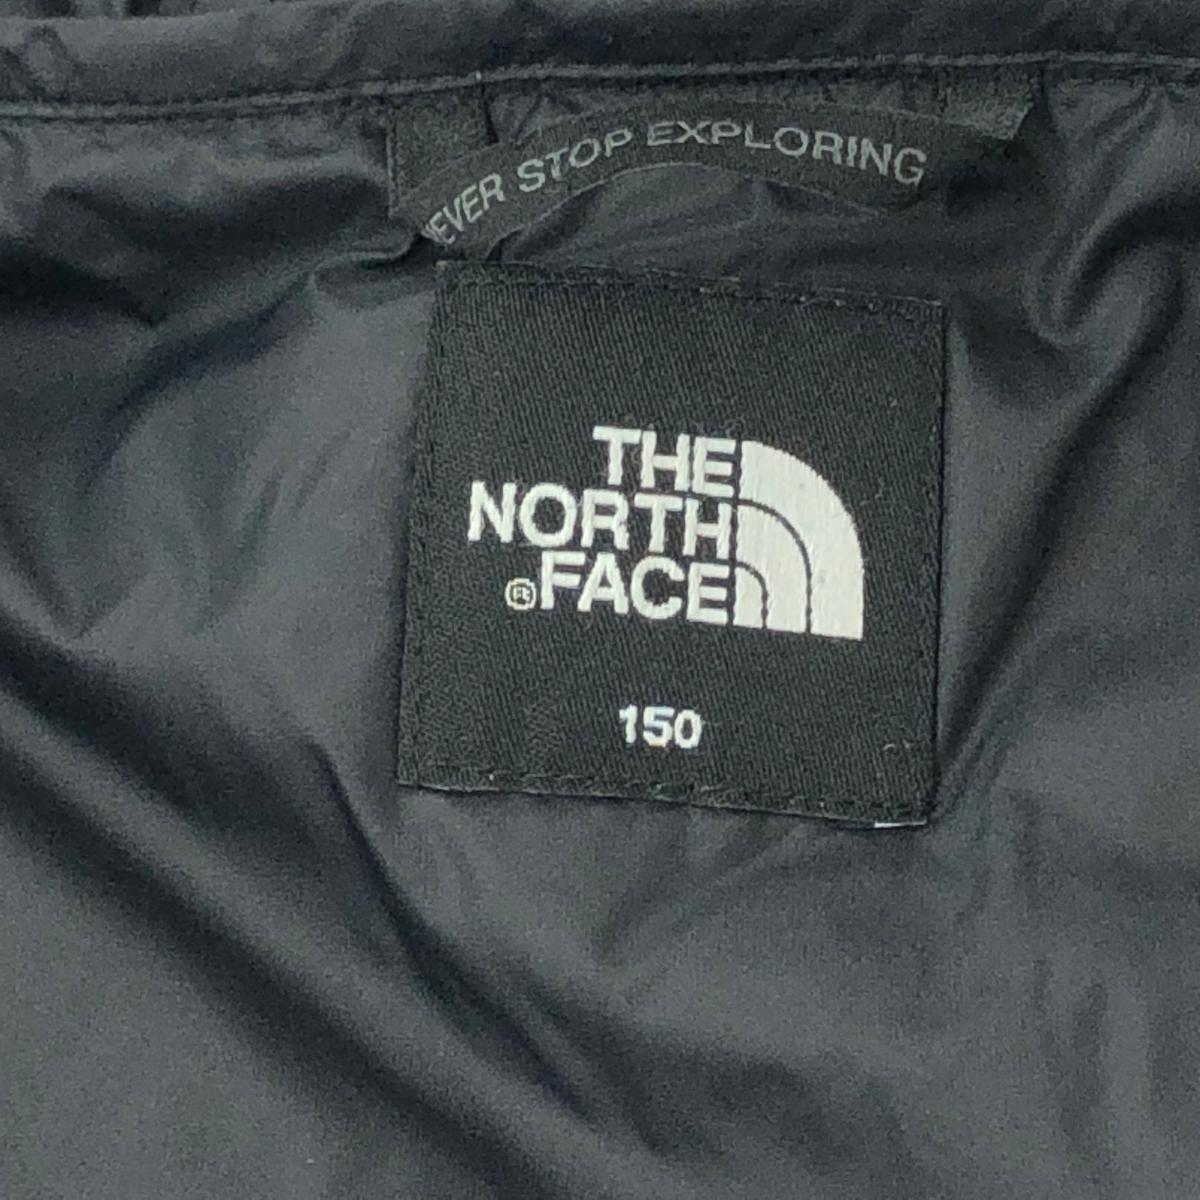 EVER STOP EXPLORING
THE
NORTH
® FACE
150